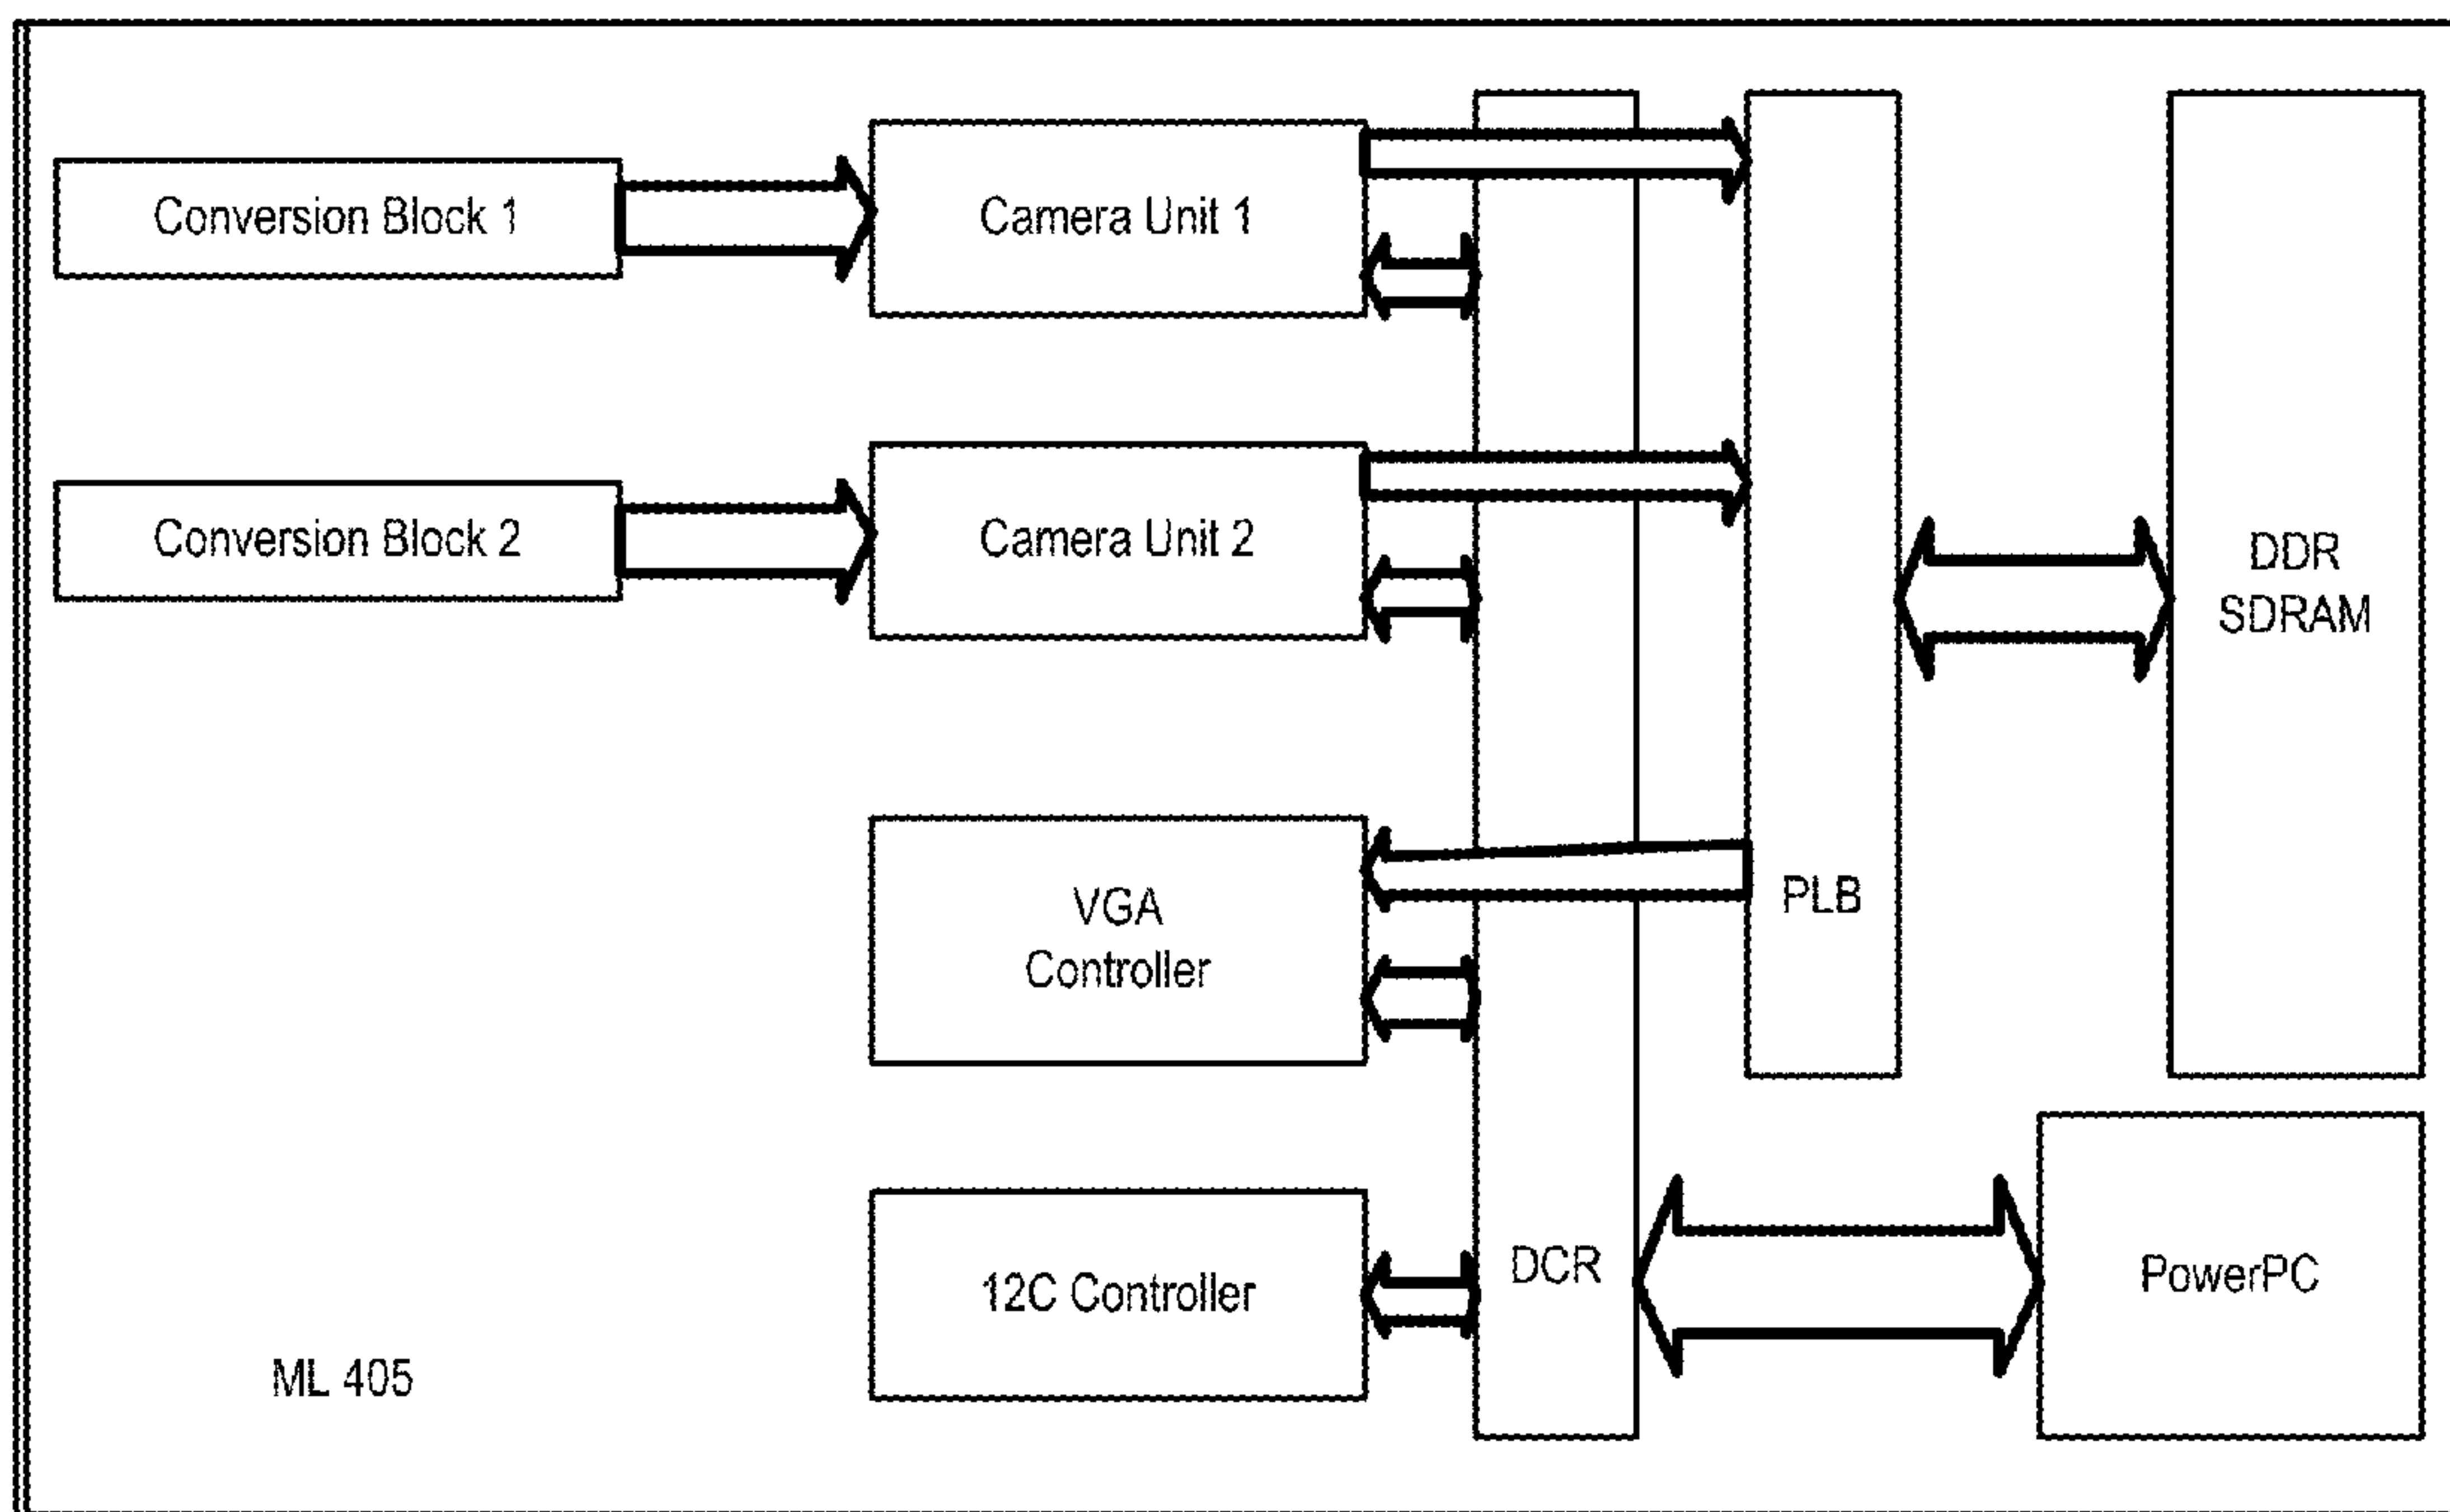 Conversion Block 1
Camera Unit 1
Conversion Block 2
Camera Unit 2
DDR
SDRAM
VGA
Controller
PLB
12C Controller
DCR
PowerPC
ML 405